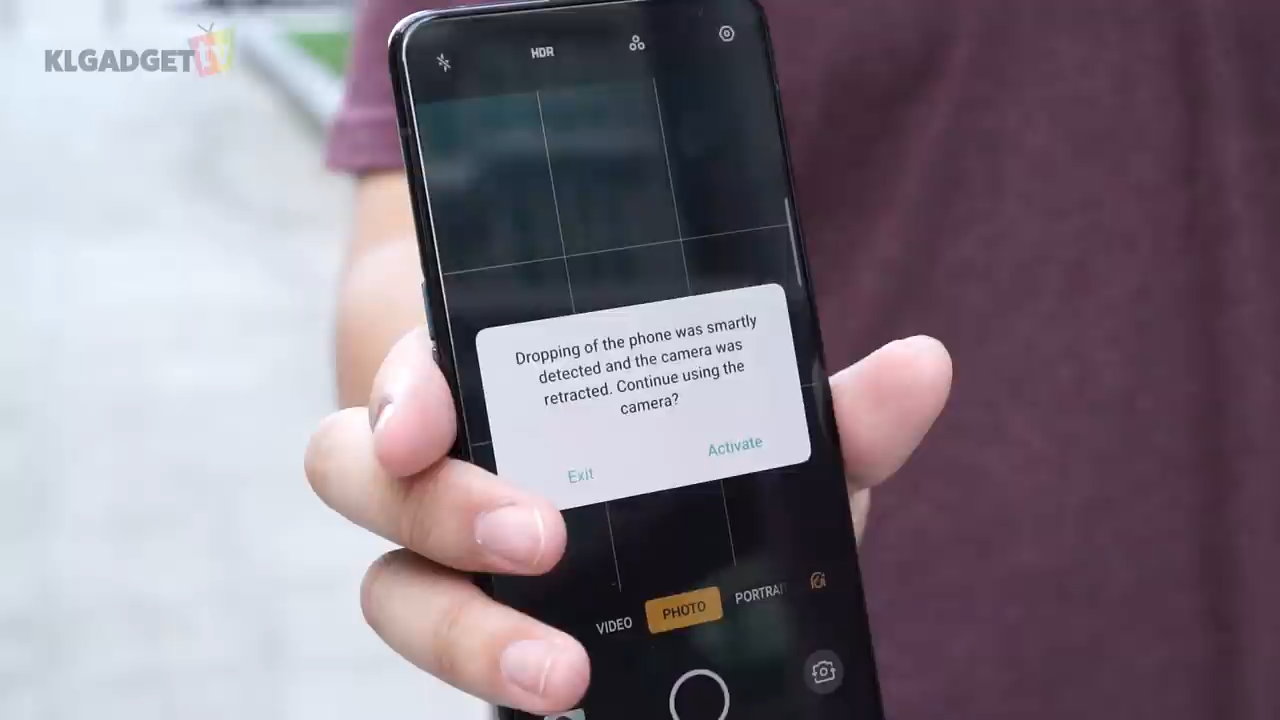 KLGADGET tv
HDR
Dropping of the phone was smartly
detected and the camera was
retracted. Continue using the
camera?
Exit
Activate
VIDEO
PHOTO
PORTRAI